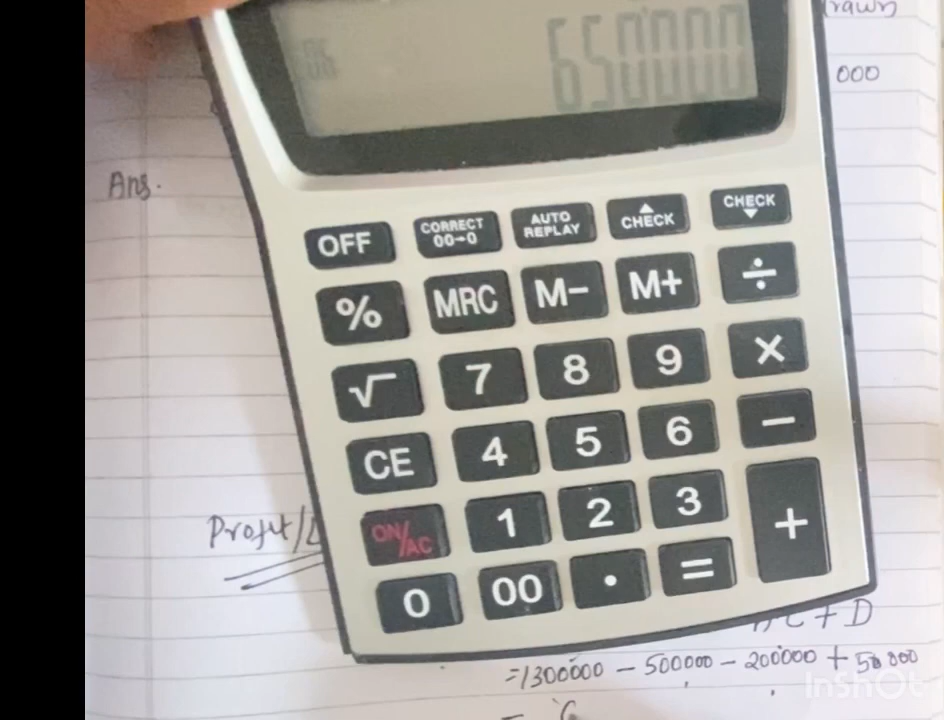 000
650000
Ans.
OFF CORRECT 00→0 AUTO REPLAY ▲ CHECK CHECK ▼
% MRC M− M+ ÷
√ 7 8 9 ×
CE 4 5 6 −
ON/AC 1 2 3 +
0 00 . =
Profit/
+ D
=1300000 - 500000 - 200000 + 50000
InShOt